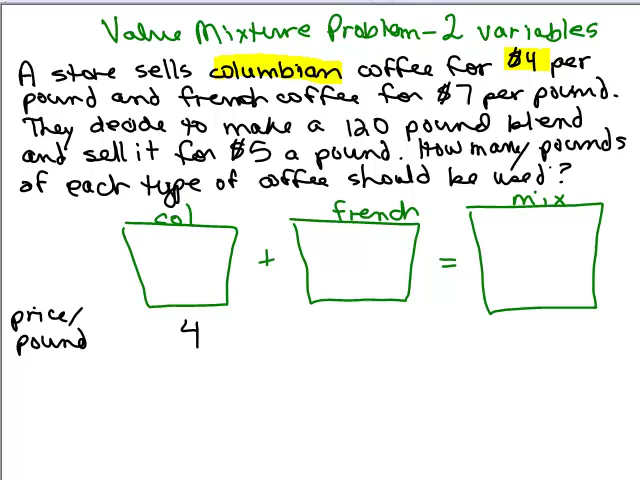 Value Mixture Problem - 2 variables
A store sells columbian coffee for $4 per
pound and french coffee for $7 per pound.
They decide to make a 120 pound blend
and sell it for $5 a pound. How many pounds
of each type of coffee should be used?
col french mix
+ =
price/
pound 4